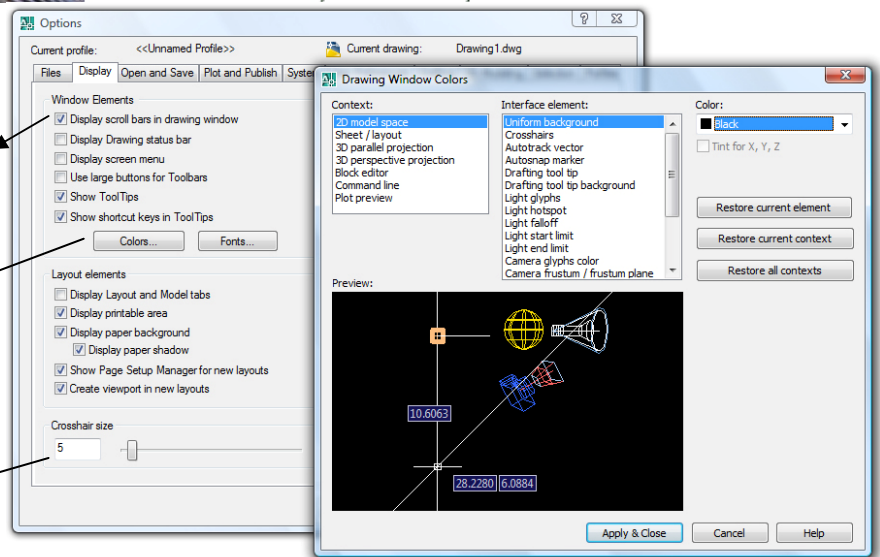 Options
Current profile: <<Unnamed Profile>> Current drawing: Drawing1.dwg
Files Display Open and Save Plot and Publish
Window Elements
Display scroll bars in drawing window
Display Drawing status bar
Display screen menu
Use large buttons for Toolbars
Show ToolTips
Show shortcut keys in ToolTips
Colors... Fonts...
Layout elements
Display Layout and Model tabs
Display printable area
Display paper background
Display paper shadow
Show Page Setup Manager for new layouts
Create viewport in new layouts
Crosshair size
5
Drawing Window Colors
Context:
2D model space
Sheet / layout
3D parallel projection
3D perspective projection
Block editor
Command line
Plot preview
Interface element:
Uniform background
Crosshairs
Autotrack vector
Autosnap marker
Drafting tool tip
Drafting tool tip background
Light glyphs
Light hotspot
Light falloff
Light start limit
Light end limit
Camera glyphs color
Camera frustum / frustum plane
Color:
Black
Tint for X, Y, Z
Restore current element
Restore current context
Restore all contexts
Preview:
10.6063
28.2280 6.0884
Apply & Close Cancel Help